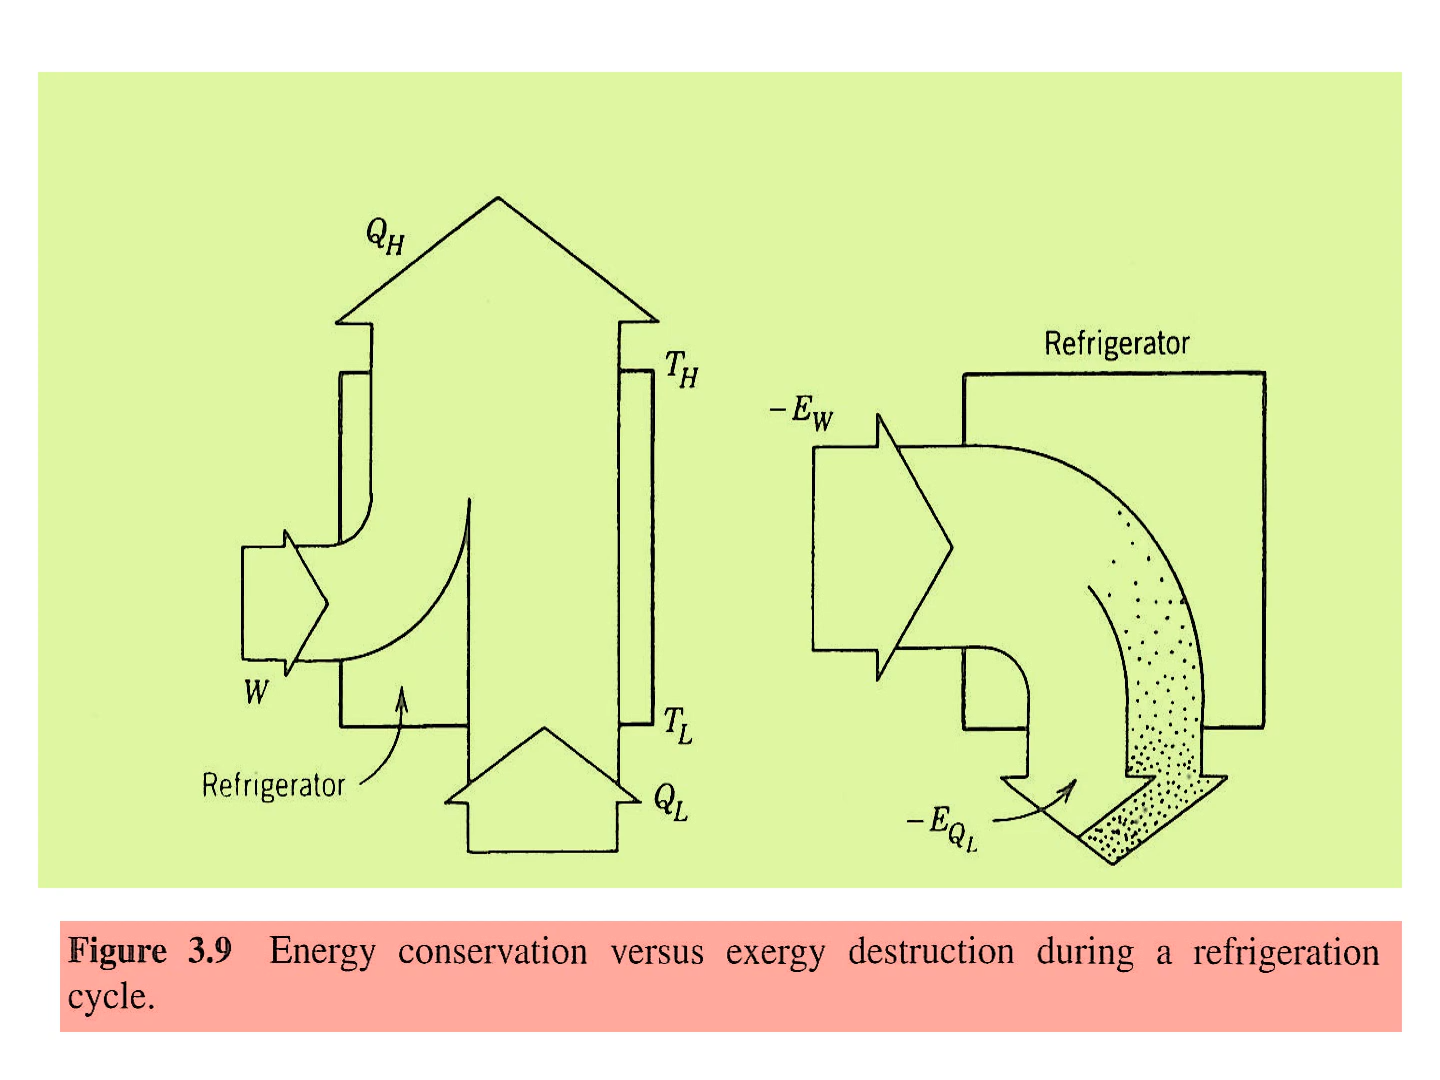 Q_H
T_H
W
T_L
Refrigerator
Q_L
Refrigerator
−E_W
−E_{Q_L}
Figure 3.9 Energy conservation versus exergy destruction during a refrigeration
cycle.